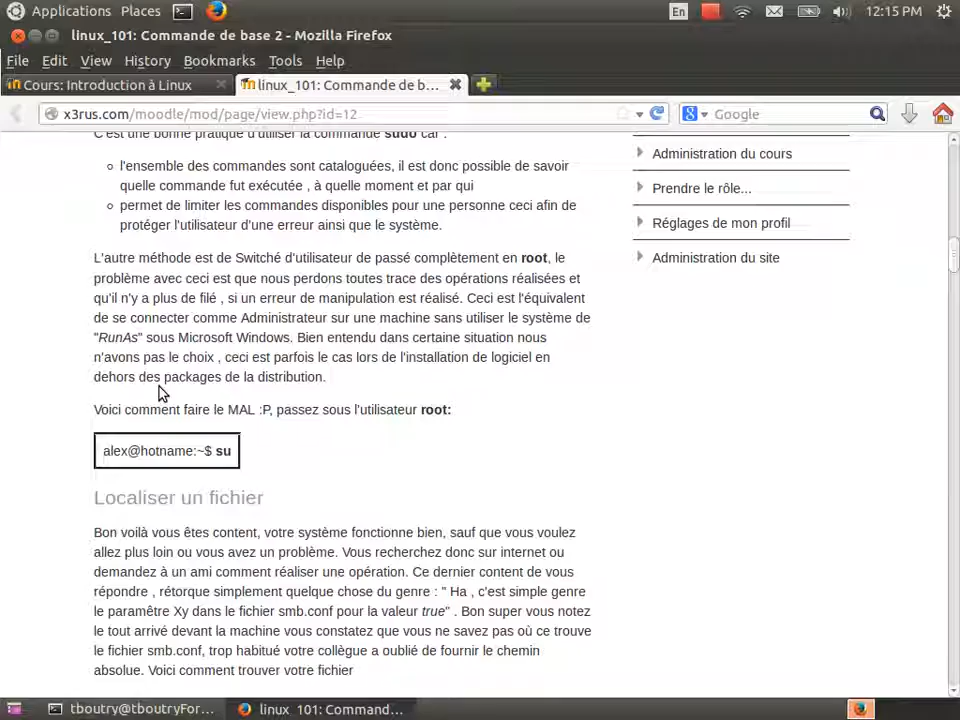 Applications Places En 12:15 PM
linux_101: Commande de base 2 - Mozilla Firefox
File Edit View History Bookmarks Tools Help
Cours: Introduction à Linux linux_101: Commande de b...
x3rus.com/moodle/mod/page/view.php?id=12 Google
C'est une bonne pratique d'utiliser la commande sudo car :
l'ensemble des commandes sont cataloguées, il est donc possible de savoir
quelle commande fut exécutée , à quelle moment et par qui
permet de limiter les commandes disponibles pour une personne ceci afin de
protéger l'utilisateur d'une erreur ainsi que le système.
L'autre méthode est de Switché d'utilisateur de passé complètement en root, le
problème avec ceci est que nous perdons toutes trace des opérations réalisées et
qu'il n'y a plus de filé , si un erreur de manipulation est réalisé. Ceci est l'équivalent
de se connecter comme Administrateur sur une machine sans utiliser le système de
"RunAs" sous Microsoft Windows. Bien entendu dans certaine situation nous
n'avons pas le choix , ceci est parfois le cas lors de l'installation de logiciel en
dehors des packages de la distribution.
Voici comment faire le MAL :P, passez sous l'utilisateur root:
alex@hotname:~$ su
Localiser un fichier
Bon voilà vous êtes content, votre système fonctionne bien, sauf que vous voulez
allez plus loin ou vous avez un problème. Vous recherchez donc sur internet ou
demandez à un ami comment réaliser une opération. Ce dernier content de vous
répondre , rétorque simplement quelque chose du genre : " Ha , c'est simple genre
le paramêtre Xy dans le fichier smb.conf pour la valeur true" . Bon super vous notez
le tout arrivé devant la machine vous constatez que vous ne savez pas où ce trouve
le fichier smb.conf, trop habitué votre collègue a oublié de fournir le chemin
absolue. Voici comment trouver votre fichier
Administration du cours
Prendre le rôle...
Réglages de mon profil
Administration du site
tboutry@tboutryFor... linux_101: Command...